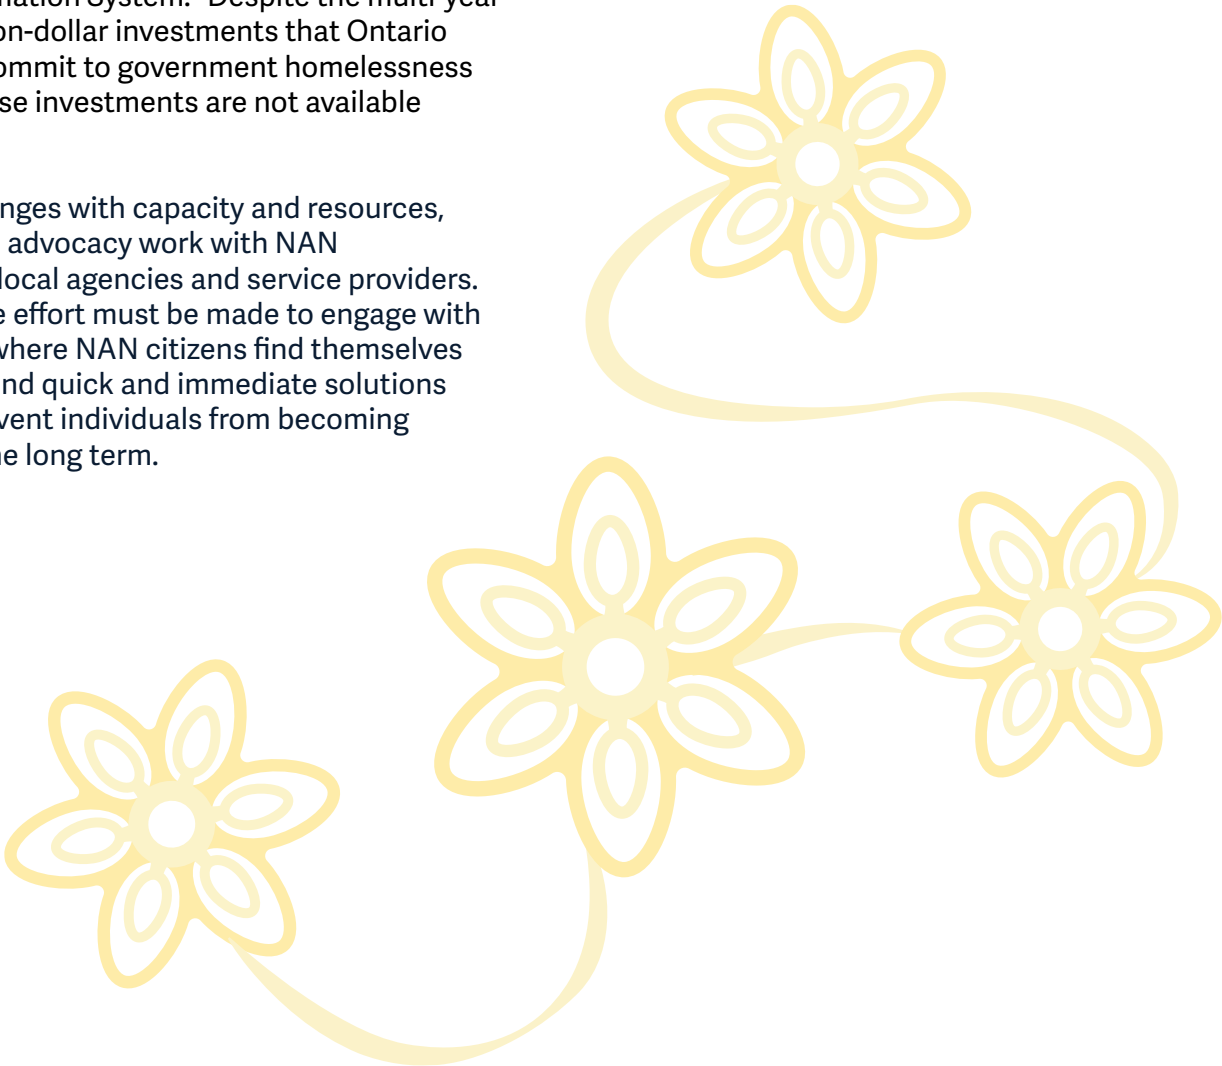 mation System. Despite the multi-year
on-dollar investments that Ontario
ommit to government homelessness
se investments are not available
nges with capacity and resources,
advocacy work with NAN
local agencies and service providers.
e effort must be made to engage with
where NAN citizens find themselves
nd quick and immediate solutions
vent individuals from becoming
e long term.